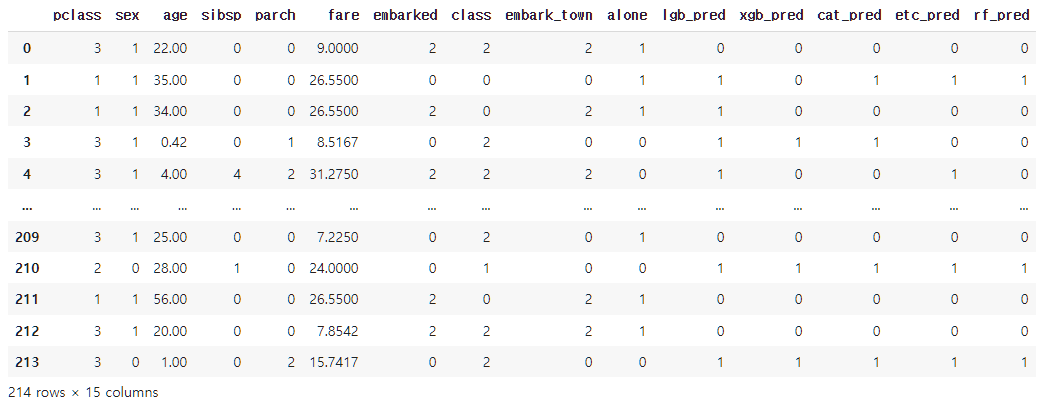 pclass sex age sibsp parch fare embarked class embark_town alone lgb_pred xgb_pred cat_pred etc_pred rf_pred
0 3 1 22.00 0 0 9.0000 2 2 2 1 0 0 0 0 0
1 1 1 35.00 0 0 26.5500 0 0 0 1 1 0 1 1 1
2 1 1 34.00 0 0 26.5500 2 0 2 1 1 0 0 0 0
3 3 1 0.42 0 1 8.5167 0 2 0 0 1 1 1 0 0
4 3 1 4.00 4 2 31.2750 2 2 2 0 1 0 0 1 0
... ... ... ... ... ... ... ... ... ... ... ... ... ... ... ...
209 3 1 25.00 0 0 7.2250 0 2 0 1 0 0 0 0 0
210 2 0 28.00 1 0 24.0000 0 1 0 0 1 1 1 1 1
211 1 1 56.00 0 0 26.5500 2 0 2 1 0 0 0 0 0
212 3 1 20.00 0 0 7.8542 2 2 2 1 0 0 0 0 0
213 3 0 1.00 0 2 15.7417 0 2 0 0 1 1 1 1 1
214 rows × 15 columns